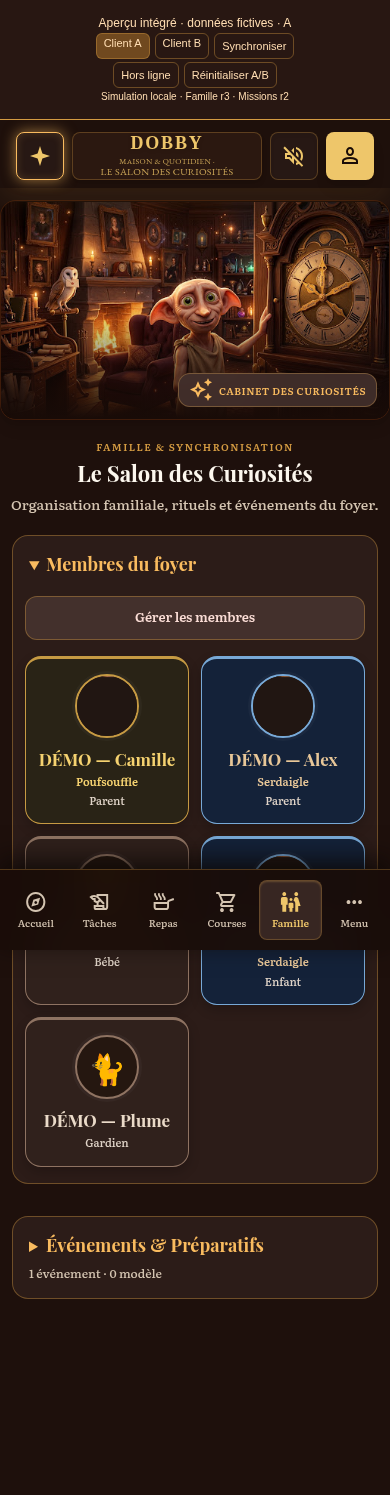 Aperçu intégré · données fictives · A
Client A
Client B
Synchroniser
Hors ligne
Réinitialiser A/B
Simulation locale · Famille r3 · Missions r2
DOBBY
MAISON & QUOTIDIEN ·
LE SALON DES CURIOSITÉS
CABINET DES CURIOSITÉS
FAMILLE & SYNCHRONISATION
Le Salon des Curiosités
Organisation familiale, rituels et événements du foyer.
▼ Membres du foyer
Gérer les membres
DÉMO — Camille
Poufsouffle
Parent
DÉMO — Alex
Serdaigle
Parent
Accueil
Tâches
Repas
Courses
Famille
Menu
Bébé
Serdaigle
Enfant
DÉMO — Plume
Gardien
▶ Événements & Préparatifs
1 événement · 0 modèle